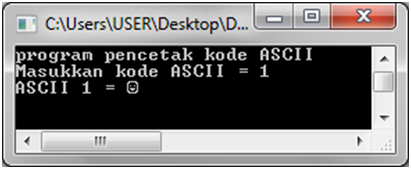 C:\Users\USER\Desktop\D...
program pencetak kode ASCII
Masukkan kode ASCII = 1
ASCII 1 = ☺